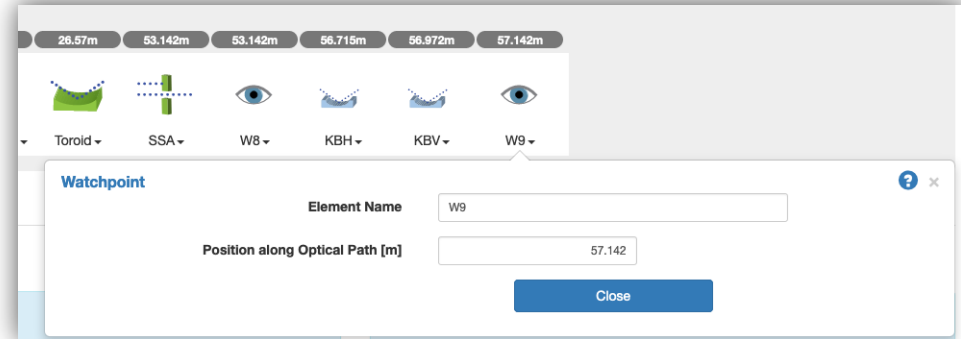 26.57m 53.142m 53.142m 56.715m 56.972m 57.142m
Toroid SSA W8 KBH KBV W9
Watchpoint
Element Name W9
Position along Optical Path [m] 57.142
Close